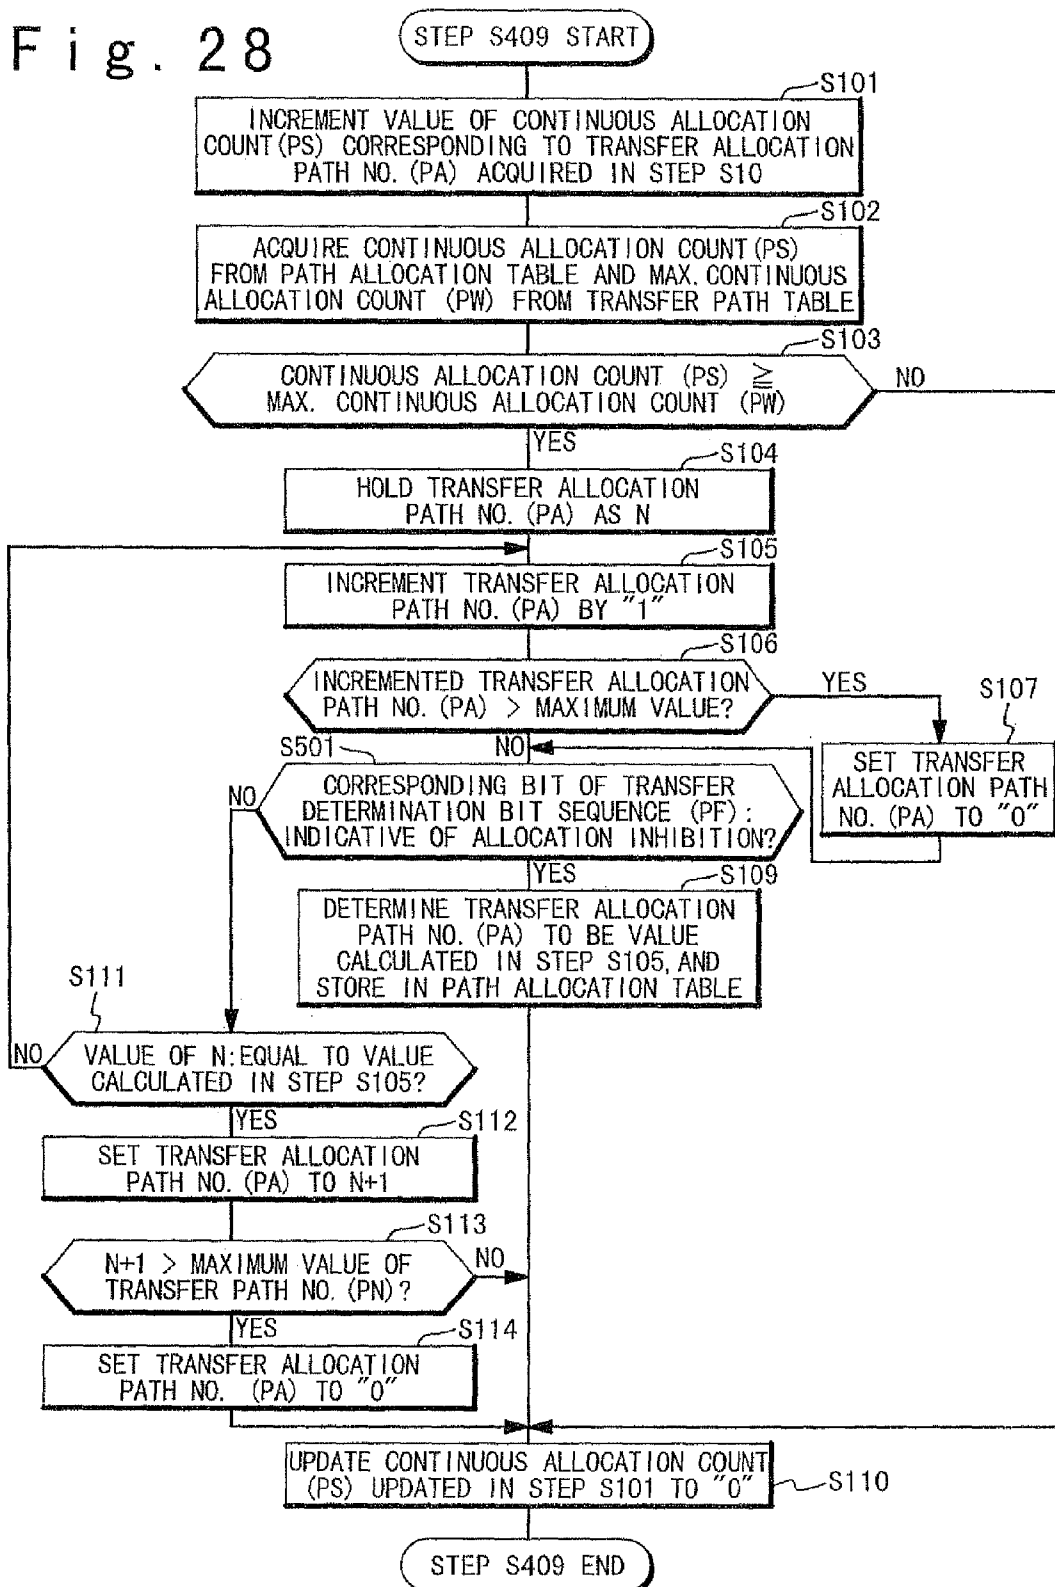 Fig. 28
STEP S409 START
S101
INCREMENT VALUE OF CONTINUOUS ALLOCATION
COUNT(PS) CORRESPONDING TO TRANSFER ALLOCATION
PATH NO. (PA) ACQUIRED IN STEP S10
S102
ACQUIRE CONTINUOUS ALLOCATION COUNT(PS)
FROM PATH ALLOCATION TABLE AND MAX. CONTINUOUS
ALLOCATION COUNT (PW) FROM TRANSFER PATH TABLE
S103
CONTINUOUS ALLOCATION COUNT (PS) ≧
MAX. CONTINUOUS ALLOCATION COUNT (PW)
NO
YES
S104
HOLD TRANSFER ALLOCATION
PATH NO. (PA) AS N
S105
INCREMENT TRANSFER ALLOCATION
PATH NO. (PA) BY "1"
S106
INCREMENTED TRANSFER ALLOCATION
PATH NO. (PA) > MAXIMUM VALUE?
YES
S107
SET TRANSFER
ALLOCATION PATH
NO. (PA) TO "0"
NO
S501
CORRESPONDING BIT OF TRANSFER
DETERMINATION BIT SEQUENCE (PF):
INDICATIVE OF ALLOCATION INHIBITION?
NO
YES
S109
DETERMINE TRANSFER ALLOCATION
PATH NO. (PA) TO BE VALUE
CALCULATED IN STEP S105, AND
STORE IN PATH ALLOCATION TABLE
S111
VALUE OF N:EQUAL TO VALUE
CALCULATED IN STEP S105?
NO
YES
S112
SET TRANSFER ALLOCATION
PATH NO. (PA) TO N+1
S113
N+1 > MAXIMUM VALUE OF
TRANSFER PATH NO. (PN)?
NO
YES
S114
SET TRANSFER ALLOCATION
PATH NO. (PA) TO "0"
UPDATE CONTINUOUS ALLOCATION COUNT
(PS) UPDATED IN STEP S101 TO "0"
S110
STEP S409 END